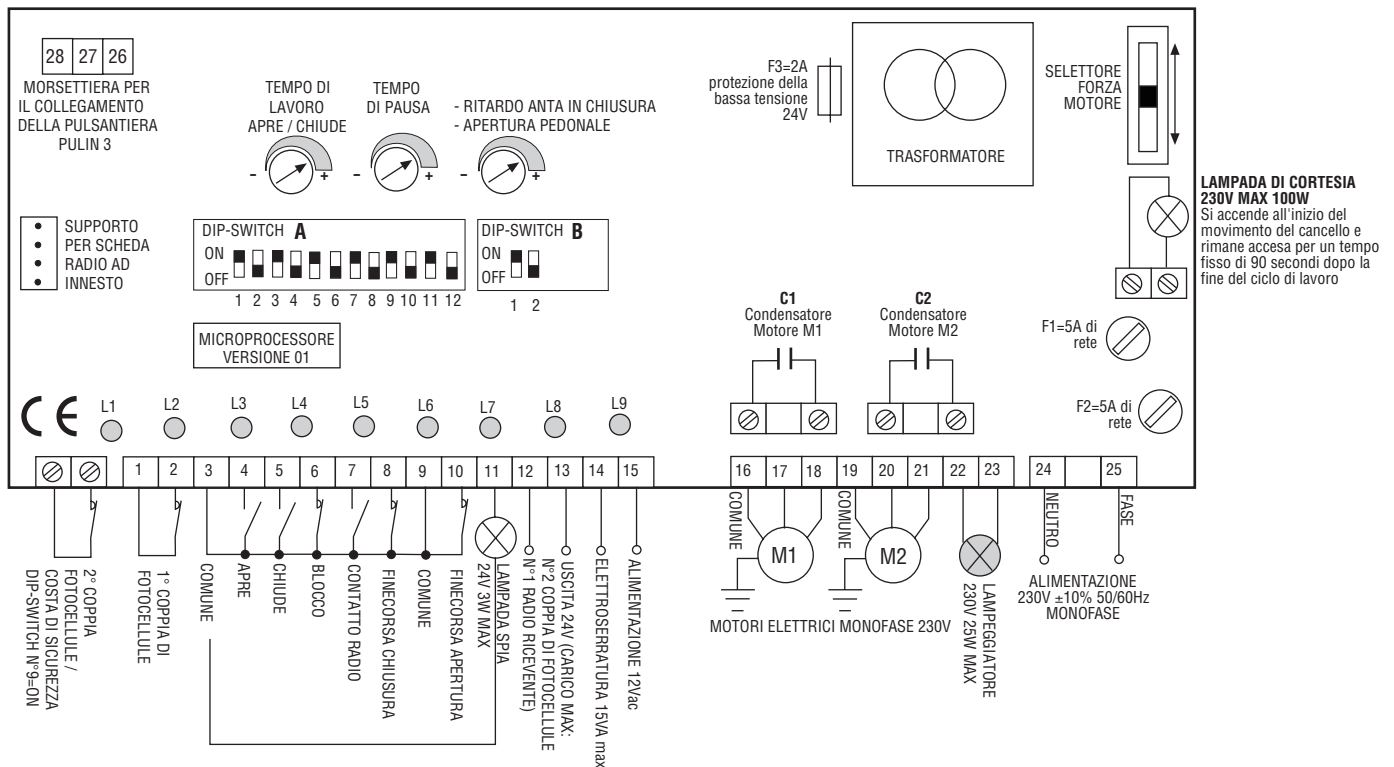 28 27 26
MORSETTIERA PER
IL COLLEGAMENTO
DELLA PULSANTIERA
PULIN 3
TEMPO DI
LAVORO
APRE / CHIUDE
- +
TEMPO
DI PAUSA
- +
- RITARDO ANTA IN CHIUSURA
- APERTURA PEDONALE
- +
F3=2A
protezione della
bassa tensione
24V
TRASFORMATORE
SELETTORE
FORZA
MOTORE
LAMPADA DI CORTESIA
230V MAX 100W
Si accende all'inizio del
movimento del cancello e
rimane accesa per un tempo
fisso di 90 secondi dopo la
fine del ciclo di lavoro
SUPPORTO
PER SCHEDA
RADIO AD
INNESTO
DIP-SWITCH A
ON
OFF
1 2 3 4 5 6 7 8 9 10 11 12
DIP-SWITCH B
ON
OFF
1 2
MICROPROCESSORE
VERSIONE 01
C1
Condensatore
Motore M1
C2
Condensatore
Motore M2
F1=5A di
rete
F2=5A di
rete
CE
L1 L2 L3 L4 L5 L6 L7 L8 L9
1 2 3 4 5 6 7 8 9 10 11 12 13 14 15
16 17 18 19 20 21 22 23 24 25
2° COPPIA
FOTOCELLULE /
COSTA DI SICUREZZA
DIP-SWITCH N°9=ON
1° COPPIA DI
FOTOCELLULE
COMUNE
APRE
CHIUDE
BLOCCO
CONTATTO RADIO
FINECORSA CHIUSURA
COMUNE
FINECORSA APERTURA
LAMPADA SPIA
24V 3W MAX
USCITA 24V (CARICO MAX:
N°2 COPPIA DI FOTOCELLULE
N°1 RADIO RICEVENTE)
ELETTROSERRATURA 15VA max
ALIMENTAZIONE 12Vac
COMUNE
M1
COMUNE
M2
MOTORI ELETTRICI MONOFASE 230V
LAMPEGGIATORE
230V 25W MAX
NEUTRO
FASE
ALIMENTAZIONE
230V ±10% 50/60Hz
MONOFASE